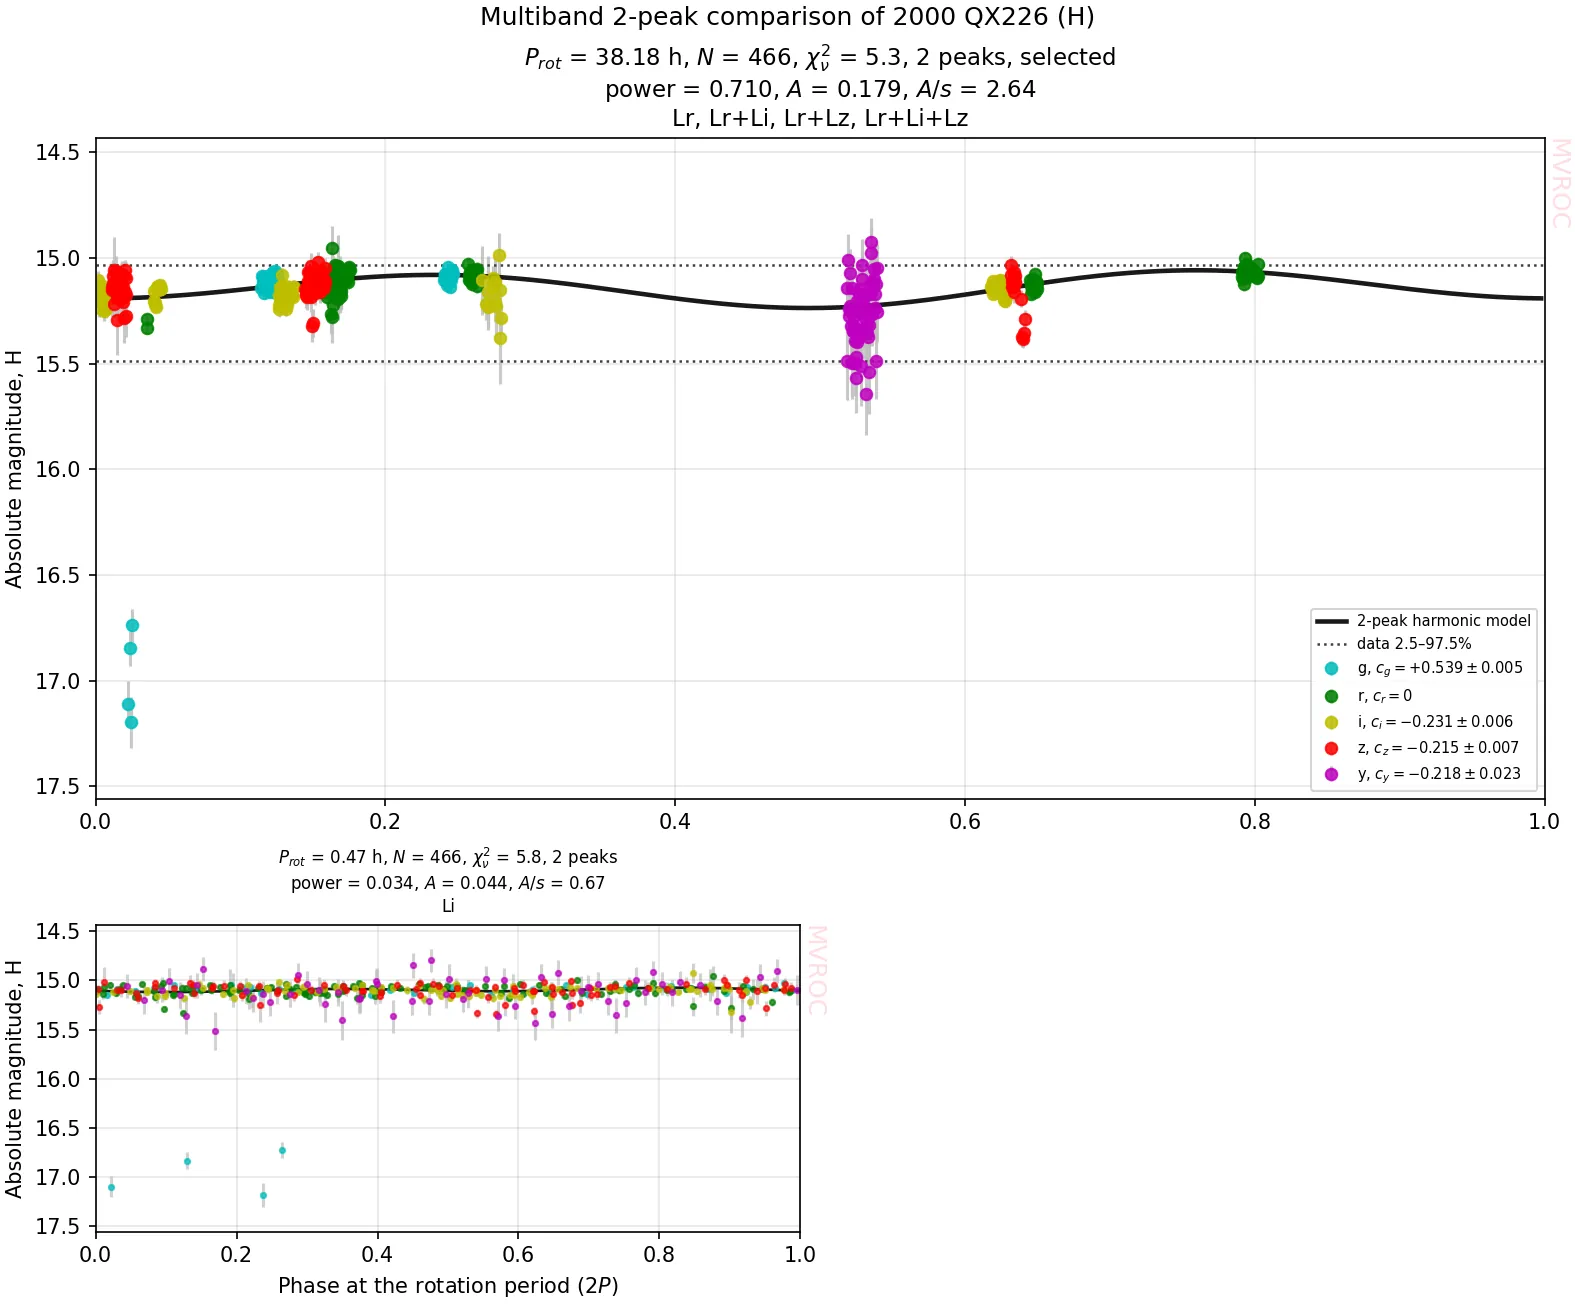 Multiband 2-peak comparison of 2000 QX226 (H)
P_rot = 38.18 h, N = 466, χ²_ν = 5.3, 2 peaks, selected
power = 0.710, A = 0.179, A/s = 2.64
Lr, Lr+Li, Lr+Lz, Lr+Li+Lz
14.5
15.0
15.5
16.0
16.5
17.0
17.5
Absolute magnitude, H
MVROC
2-peak harmonic model
data 2.5–97.5%
g, c_g = +0.539 ± 0.005
r, c_r = 0
i, c_i = −0.231 ± 0.006
z, c_z = −0.215 ± 0.007
y, c_y = −0.218 ± 0.023
0.0 0.2 0.4 0.6 0.8 1.0
P_rot = 0.47 h, N = 466, χ²_ν = 5.8, 2 peaks
power = 0.034, A = 0.044, A/s = 0.67
Li
14.5
15.0
15.5
16.0
16.5
17.0
17.5
Absolute magnitude, H
MVROC
0.0 0.2 0.4 0.6 0.8 1.0
Phase at the rotation period (2P)